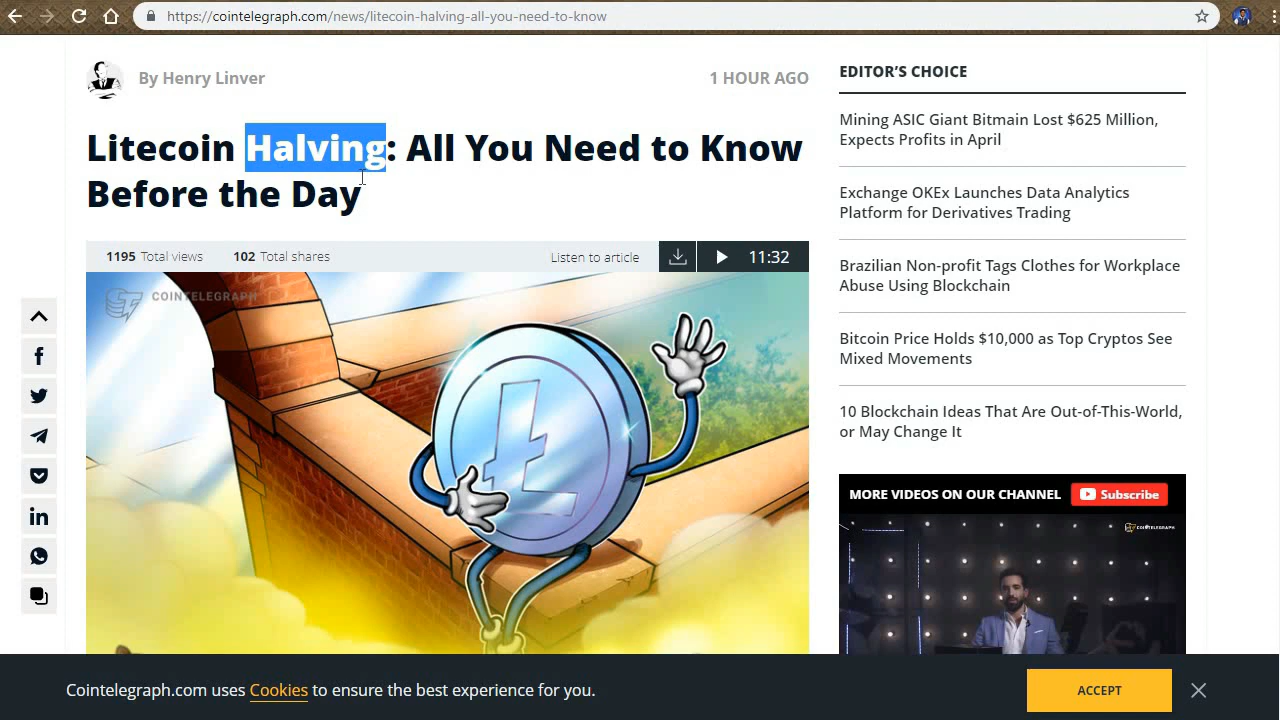 https://cointelegraph.com/news/litecoin-halving-all-you-need-to-know
By Henry Linver
1 HOUR AGO
Litecoin Halving: All You Need to Know
Before the Day
1195 Total views
102 Total shares
Listen to article
11:32
COINTELEGRAPH
EDITOR'S CHOICE
Mining ASIC Giant Bitmain Lost $625 Million,
Expects Profits in April
Exchange OKEx Launches Data Analytics
Platform for Derivatives Trading
Brazilian Non-profit Tags Clothes for Workplace
Abuse Using Blockchain
Bitcoin Price Holds $10,000 as Top Cryptos See
Mixed Movements
10 Blockchain Ideas That Are Out-of-This-World,
or May Change It
MORE VIDEOS ON OUR CHANNEL
Subscribe
COINTELEGRAPH
Cointelegraph.com uses Cookies to ensure the best experience for you.
ACCEPT